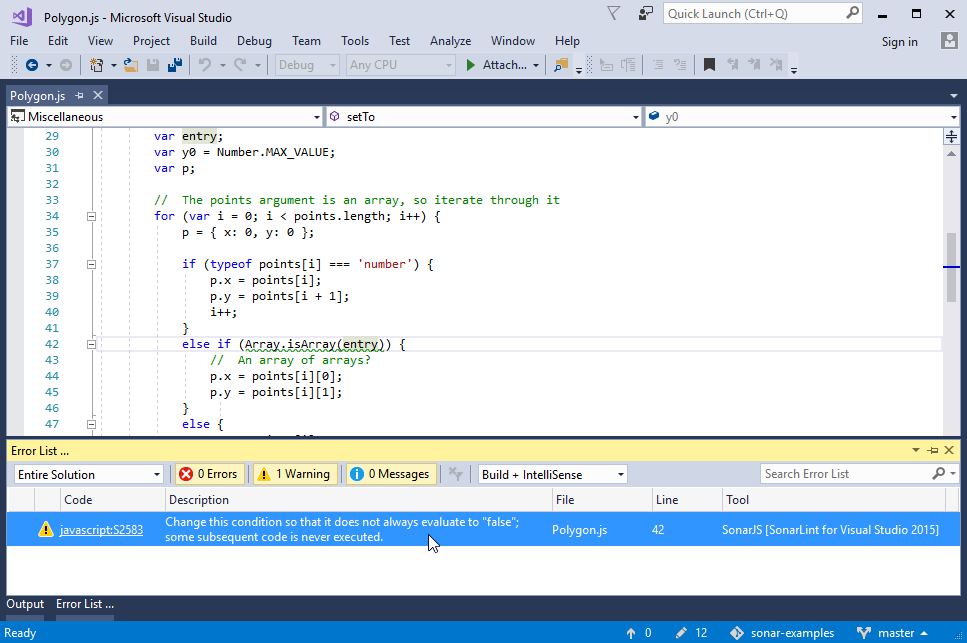 Polygon.js - Microsoft Visual Studio
Quick Launch (Ctrl+Q)
File Edit View Project Build Debug Team Tools Test Analyze Window Help Sign in
Debug Any CPU Attach...
Polygon.js
Miscellaneous setTo y0
29 var entry;
30 var y0 = Number.MAX_VALUE;
31 var p;
32
33 // The points argument is an array, so iterate through it
34 for (var i = 0; i < points.length; i++) {
35 p = { x: 0, y: 0 };
36
37 if (typeof points[i] === 'number') {
38 p.x = points[i];
39 p.y = points[i + 1];
40 i++;
41 }
42 else if (Array.isArray(entry)) {
43 // An array of arrays?
44 p.x = points[i][0];
45 p.y = points[i][1];
46 }
47 else {
Error List ...
Entire Solution 0 Errors 1 Warning 0 Messages Build + IntelliSense Search Error List
Code Description File Line Tool
javascript:S2583 Change this condition so that it does not always evaluate to "false"; some subsequent code is never executed. Polygon.js 42 SonarJS [SonarLint for Visual Studio 2015]
Output Error List ...
Ready 0 12 sonar-examples master